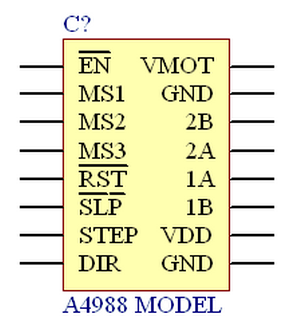 C?
EN VMOT
MS1 GND
MS2 2B
MS3 2A
RST 1A
SLP 1B
STEP VDD
DIR GND
A4988 MODEL